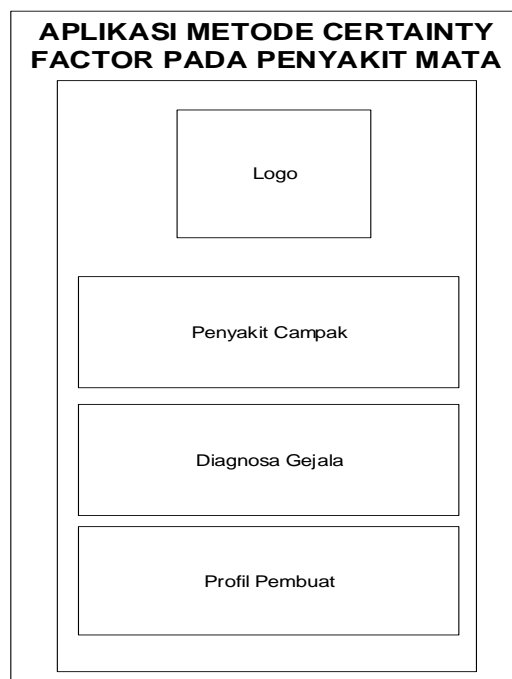 APLIKASI METODE CERTAINTY
FACTOR PADA PENYAKIT MATA
Logo
Penyakit Campak
Diagnosa Gejala
Profil Pembuat